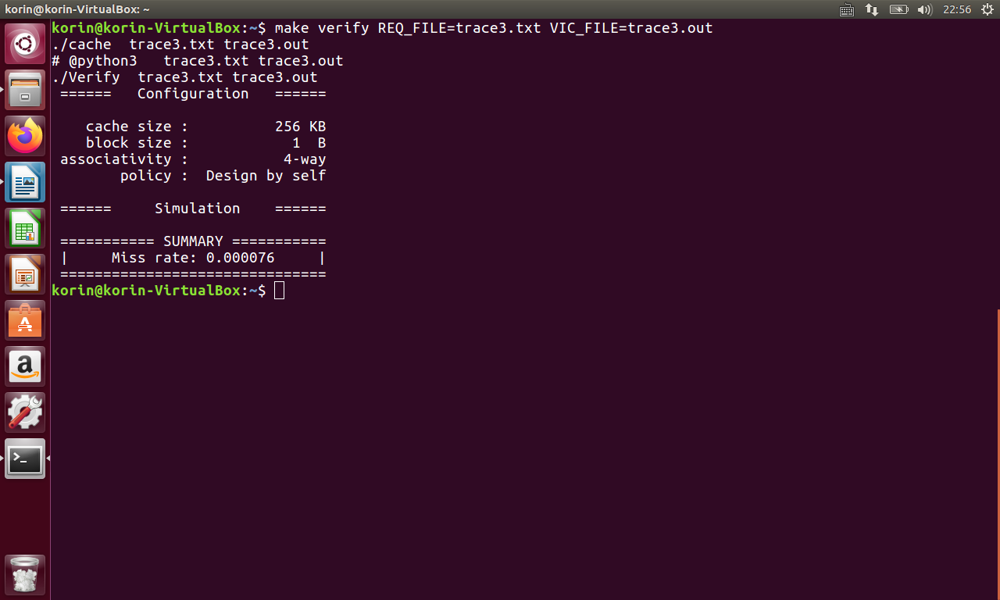 korin@korin-VirtualBox: ~
22:56
korin@korin-VirtualBox:~$ make verify REQ_FILE=trace3.txt VIC_FILE=trace3.out
./cache  trace3.txt trace3.out
# @python3   trace3.txt trace3.out
./Verify  trace3.txt trace3.out
 ======   Configuration   ======
    cache size :          256 KB
    block size :            1  B
 associativity :           4-way
        policy :  Design by self
 ======     Simulation    ======
 =========== SUMMARY ===========
 |     Miss rate: 0.000076     |
 ===============================
korin@korin-VirtualBox:~$